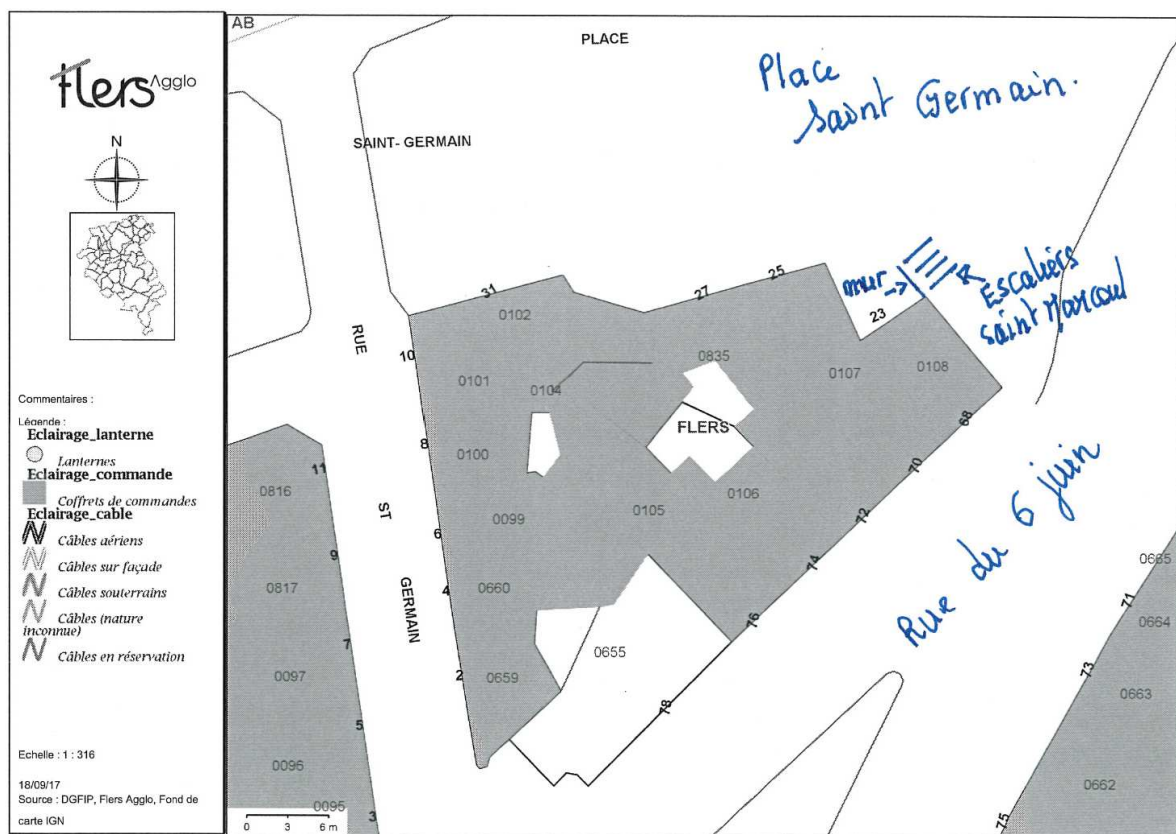 flers Agglo
N
Commentaires :
Légende :
Eclairage_lanterne
Lanternes
Eclairage_commande
Coffrets de commandes
Eclairage_cable
Câbles aériens
Câbles sur façade
Câbles souterrains
Câbles (nature
inconnue)
Câbles en réservation
Echelle : 1 : 316
18/09/17
Source : DGFIP, Flers Agglo, Fond de
carte IGN
AB
PLACE
Place
Saint Germain.
SAINT- GERMAIN
mur
Escaliers
Saint Marcoul
31
27
25
23
0102
RUE
10
0101
0104
0835
0107
0108
68
FLERS
8
0100
70
11
0816
0106
ST
0099
0105
72
6
9
74
Rue du 6 juin
0665
0817
4
0660
76
71
0664
GERMAIN
7
0655
2
0659
73
0663
0097
78
5
0096
0662
0095
3
75
0 3 6 m